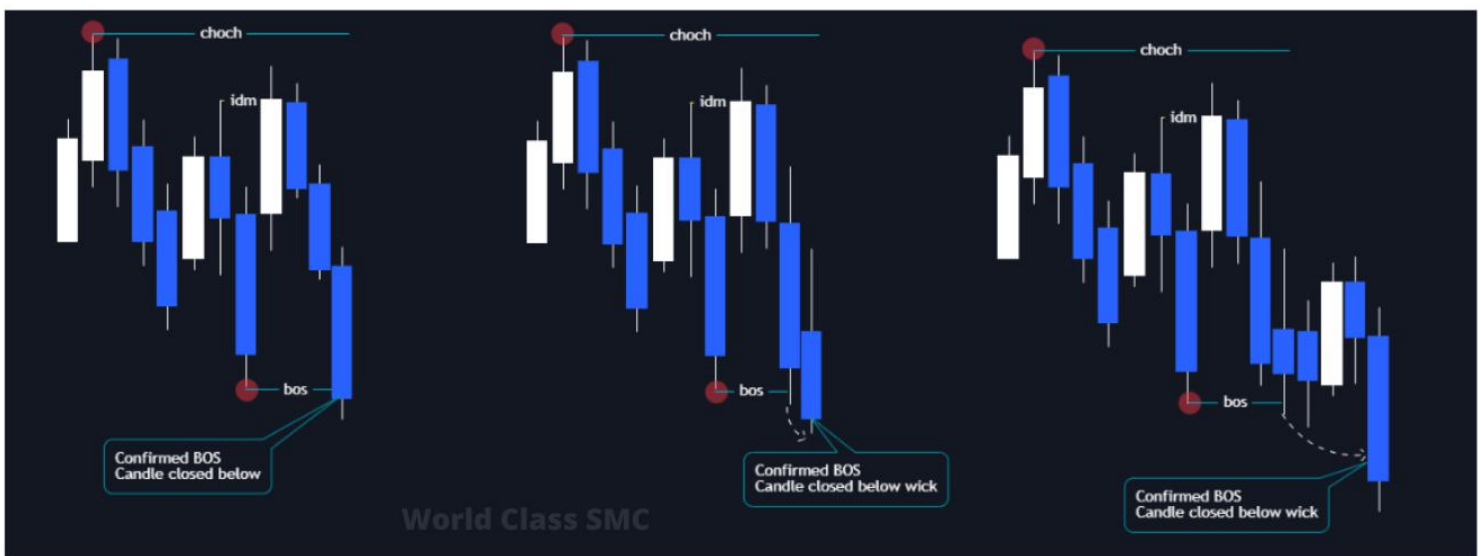 choch
idm
bos
Confirmed BOS
Candle closed below
choch
idm
bos
Confirmed BOS
Candle closed below wick
choch
idm
bos
Confirmed BOS
Candle closed below wick
World Class SMC